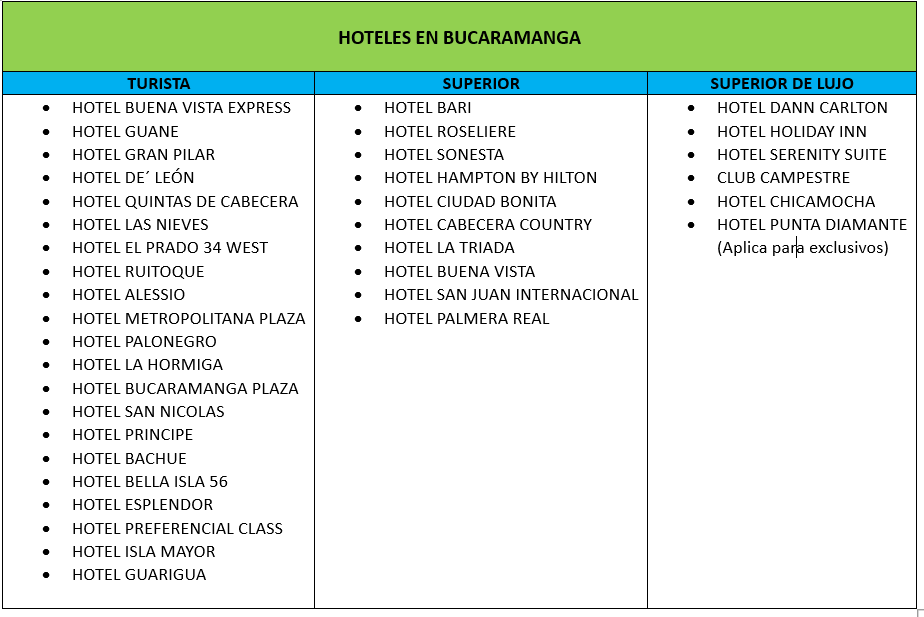 HOTELES EN BUCARAMANGA
TURISTA
HOTEL BUENA VISTA EXPRESS
HOTEL GUANE
HOTEL GRAN PILAR
HOTEL DE´ LEÓN
HOTEL QUINTAS DE CABECERA
HOTEL LAS NIEVES
HOTEL EL PRADO 34 WEST
HOTEL RUITOQUE
HOTEL ALESSIO
HOTEL METROPOLITANA PLAZA
HOTEL PALONEGRO
HOTEL LA HORMIGA
HOTEL BUCARAMANGA PLAZA
HOTEL SAN NICOLAS
HOTEL PRINCIPE
HOTEL BACHUE
HOTEL BELLA ISLA 56
HOTEL ESPLENDOR
HOTEL PREFERENCIAL CLASS
HOTEL ISLA MAYOR
HOTEL GUARIGUA
SUPERIOR
HOTEL BARI
HOTEL ROSELIERE
HOTEL SONESTA
HOTEL HAMPTON BY HILTON
HOTEL CIUDAD BONITA
HOTEL CABECERA COUNTRY
HOTEL LA TRIADA
HOTEL BUENA VISTA
HOTEL SAN JUAN INTERNACIONAL
HOTEL PALMERA REAL
SUPERIOR DE LUJO
HOTEL DANN CARLTON
HOTEL HOLIDAY INN
HOTEL SERENITY SUITE
CLUB CAMPESTRE
HOTEL CHICAMOCHA
HOTEL PUNTA DIAMANTE
(Aplica para exclusivos)